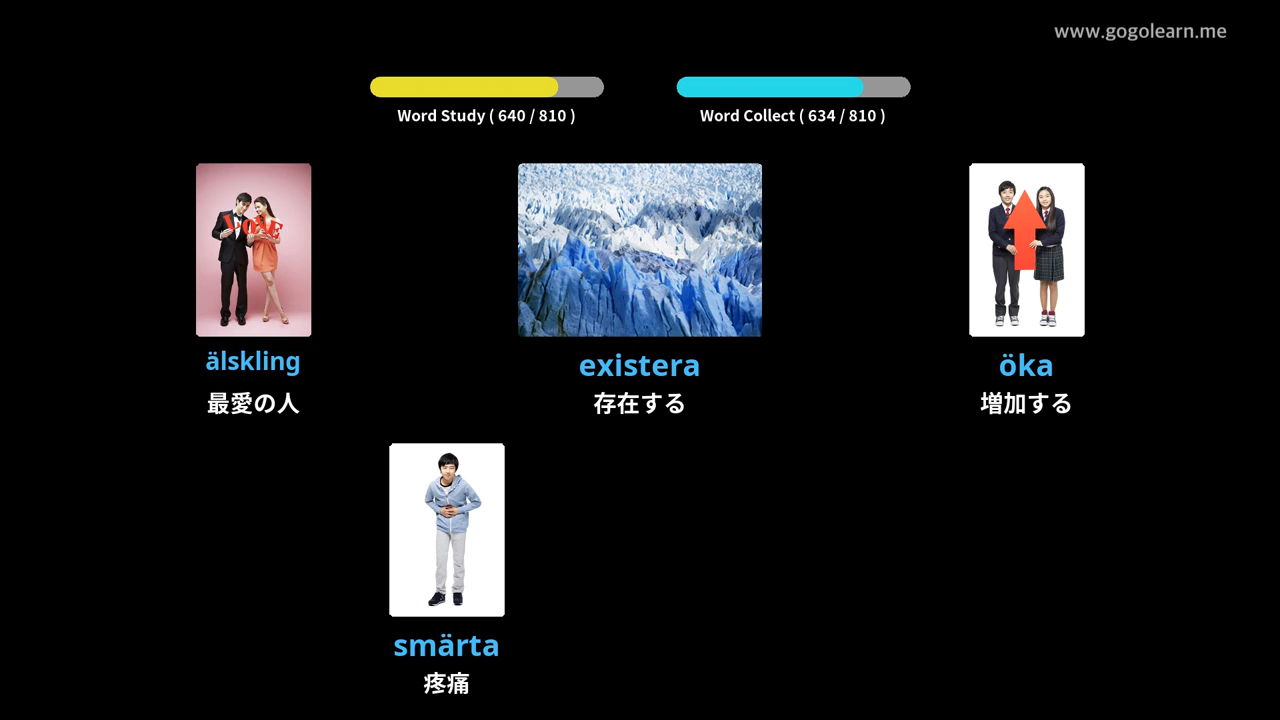 www.gogolearn.me
Word Study ( 640 / 810 )
Word Collect ( 634 / 810 )
LOVE
älskling
existera
öka
最愛の人
存在する
増加する
smärta
疼痛